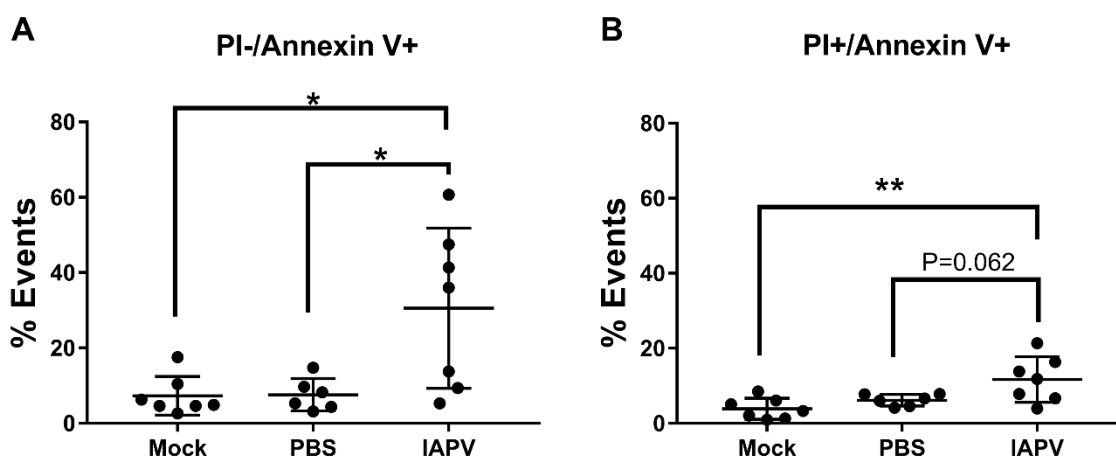 A
PI-/Annexin V+
*
*
80
60
40
20
0
% Events
Mock PBS IAPV
B
PI+/Annexin V+
**
P=0.062
80
60
40
20
0
% Events
Mock PBS IAPV